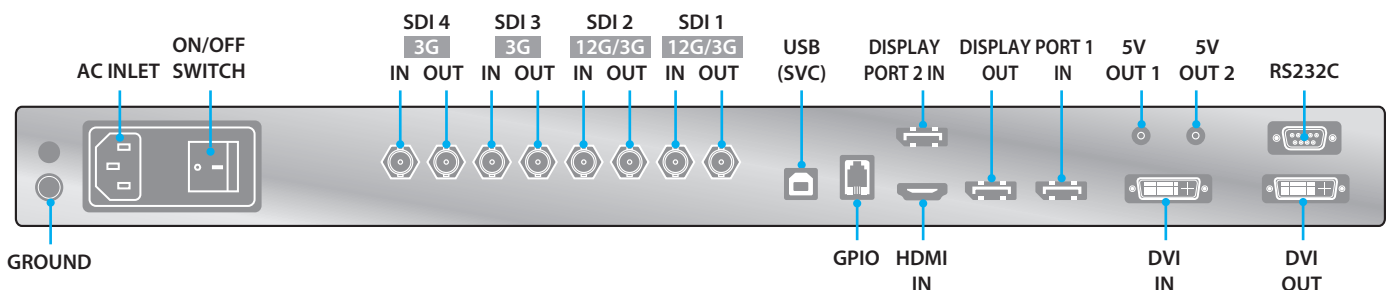 SDI 4 SDI 3 SDI 2 SDI 1
ON/OFF 3G 3G 12G/3G 12G/3G USB DISPLAY DISPLAY PORT 1 5V 5V
AC INLET SWITCH IN OUT IN OUT IN OUT IN OUT (SVC) PORT 2 IN OUT IN OUT 1 OUT 2 RS232C
GROUND GPIO HDMI DVI DVI
IN IN OUT